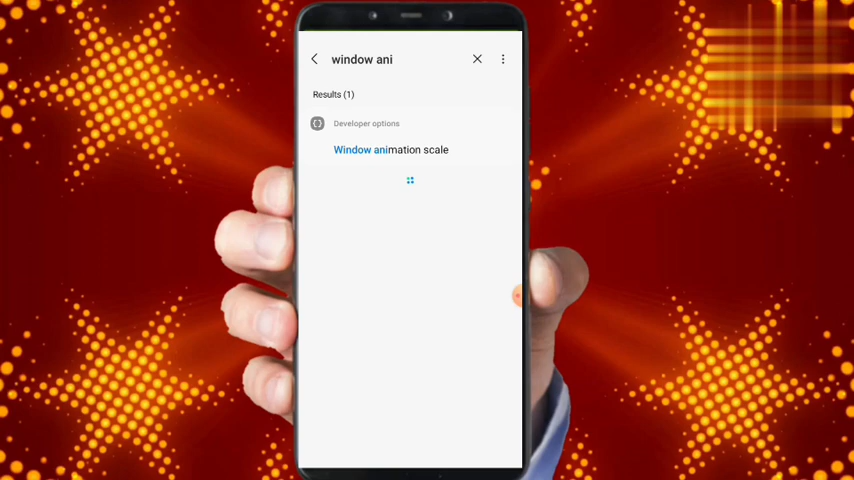 window ani
Results (1)
Developer options
Window animation scale